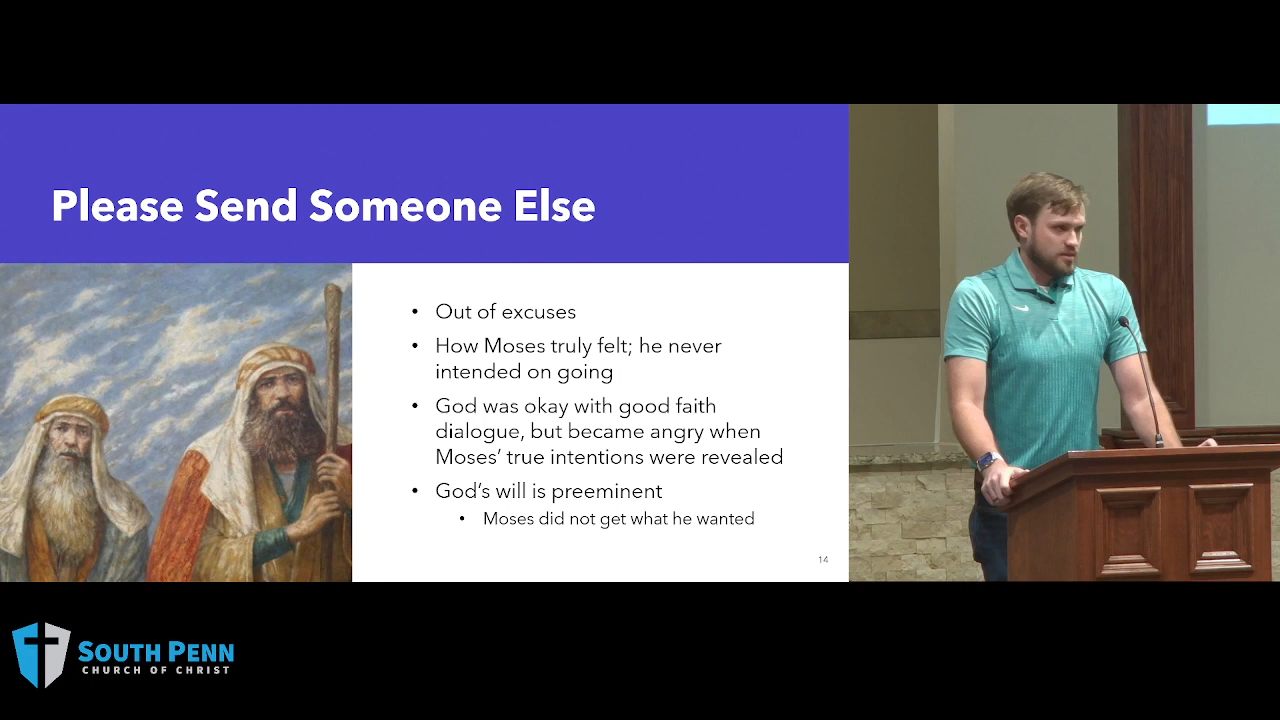 Please Send Someone Else
• Out of excuses
• How Moses truly felt; he never
intended on going
• God was okay with good faith
dialogue, but became angry when
Moses’ true intentions were revealed
• God’s will is preeminent
• Moses did not get what he wanted
14
SOUTH PENN
CHURCH OF CHRIST